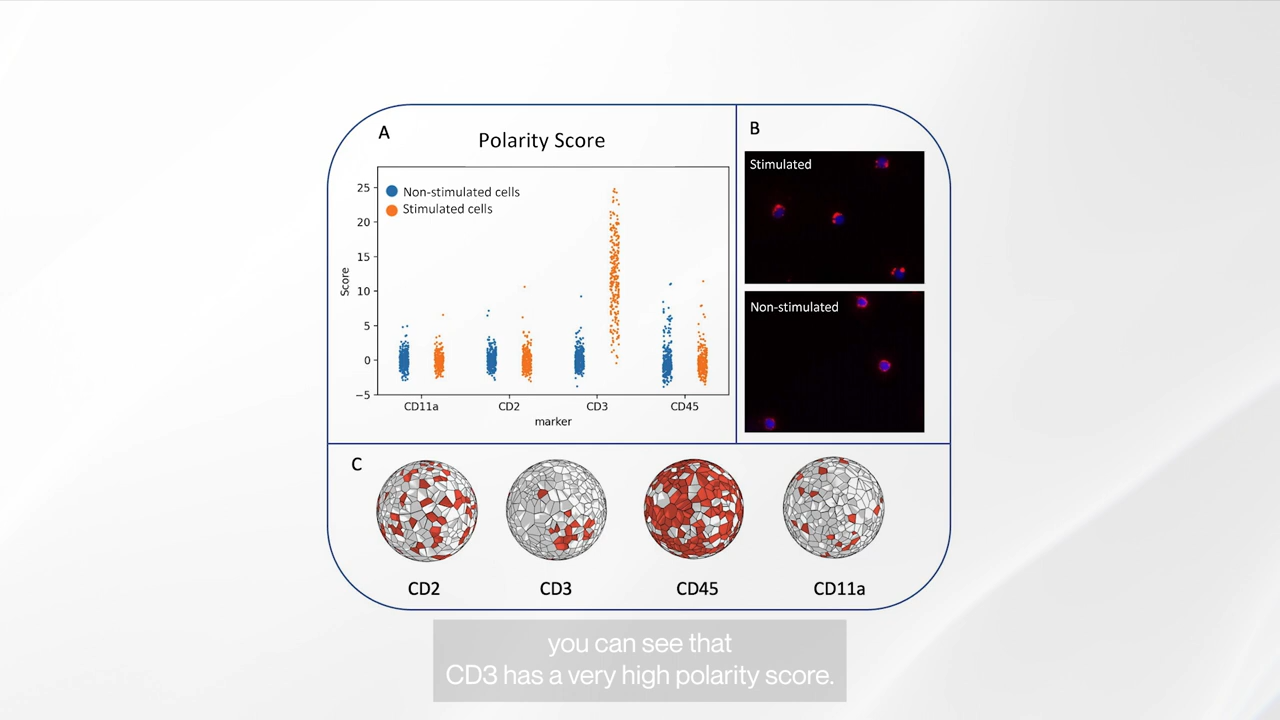 A
Polarity Score
Non-stimulated cells
Stimulated cells
25
20
15
10
5
0
−5
Score
CD11a
CD2
CD3
CD45
marker
B
Stimulated
Non-stimulated
C
CD2
CD3
CD45
CD11a
you can see that
CD3 has a very high polarity score.